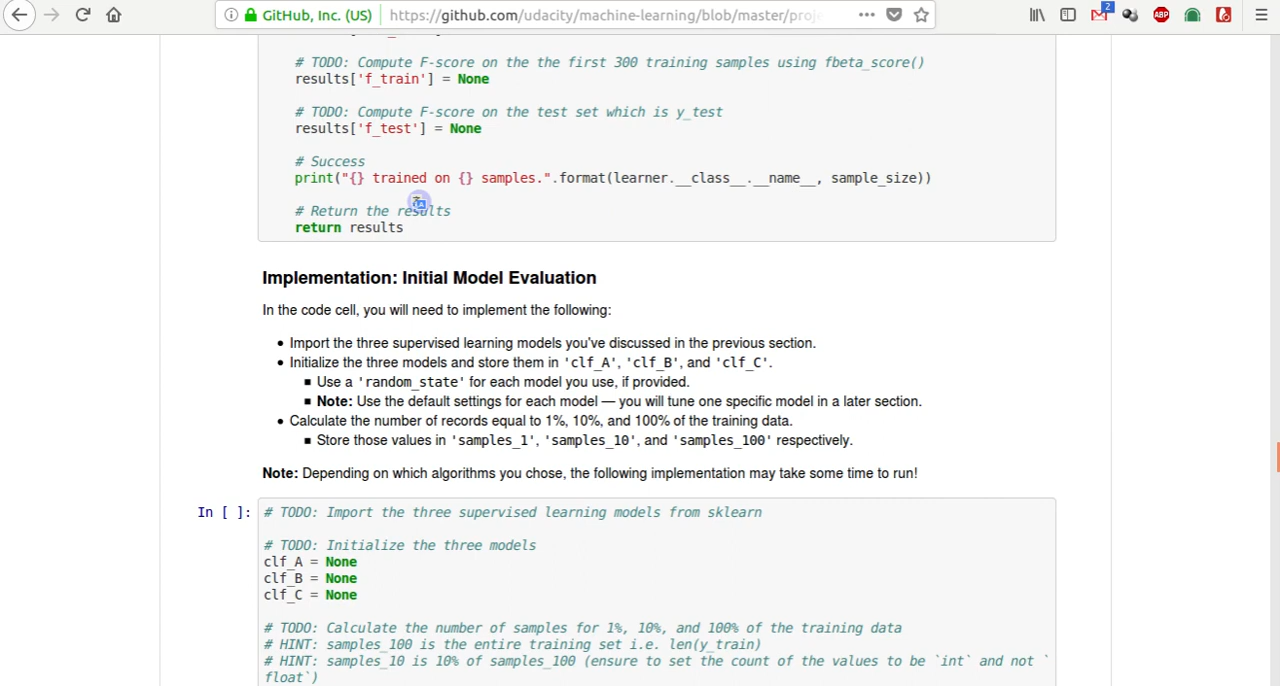 GitHub, Inc. (US)
https://github.com/udacity/machine-learning/blob/master/proje
2
ABP
# TODO: Compute F-score on the the first 300 training samples using fbeta_score()
results['f_train'] = None
# TODO: Compute F-score on the test set which is y_test
results['f_test'] = None
# Success
print("{} trained on {} samples.".format(learner.__class__.__name__, sample_size))
# Return the results
return results
Implementation: Initial Model Evaluation
In the code cell, you will need to implement the following:
• Import the three supervised learning models you've discussed in the previous section.
• Initialize the three models and store them in 'clf_A', 'clf_B', and 'clf_C'.
▪ Use a 'random_state' for each model you use, if provided.
▪ Note: Use the default settings for each model — you will tune one specific model in a later section.
• Calculate the number of records equal to 1%, 10%, and 100% of the training data.
▪ Store those values in 'samples_1', 'samples_10', and 'samples_100' respectively.
Note: Depending on which algorithms you chose, the following implementation may take some time to run!
In [ ]: # TODO: Import the three supervised learning models from sklearn
# TODO: Initialize the three models
clf_A = None
clf_B = None
clf_C = None
# TODO: Calculate the number of samples for 1%, 10%, and 100% of the training data
# HINT: samples_100 is the entire training set i.e. len(y_train)
# HINT: samples_10 is 10% of samples_100 (ensure to set the count of the values to be `int` and not `
float`)